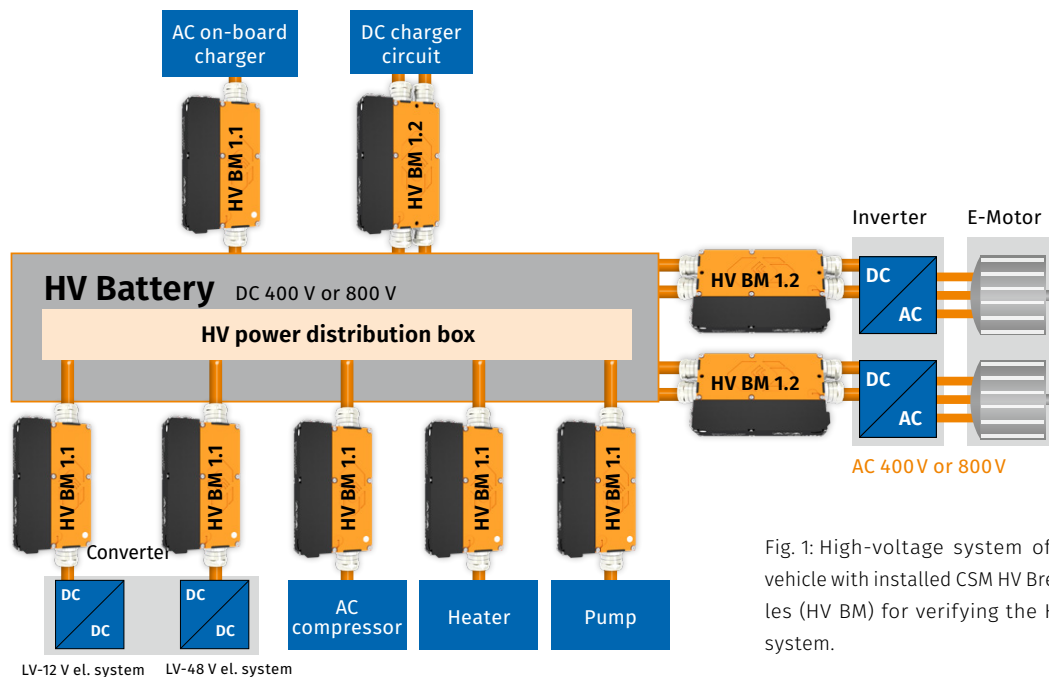 AC on-board
charger
DC charger
circuit
HV BM 1.1
HV BM 1.2
Inverter
E-Motor
HV Battery DC 400 V or 800 V
HV power distribution box
HV BM 1.2
DC
AC
HV BM 1.2
DC
AC
AC 400 V or 800 V
HV BM 1.1
HV BM 1.1
HV BM 1.1
HV BM 1.1
HV BM 1.1
Converter
DC
DC
DC
DC
AC
compressor
Heater
Pump
LV-12 V el. system
LV-48 V el. system
Fig. 1: High-voltage system of
vehicle with installed CSM HV Bre
les (HV BM) for verifying the H
system.